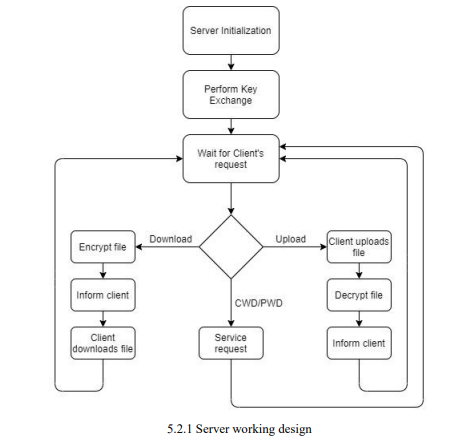 Server Initialization
Perform Key
Exchange
Wait for Client's
request
Download
Upload
Encrypt file
Client uploads
file
Inform client
CWD/PWD
Decrypt file
Client
downloads file
Service
request
Inform client
5.2.1 Server working design